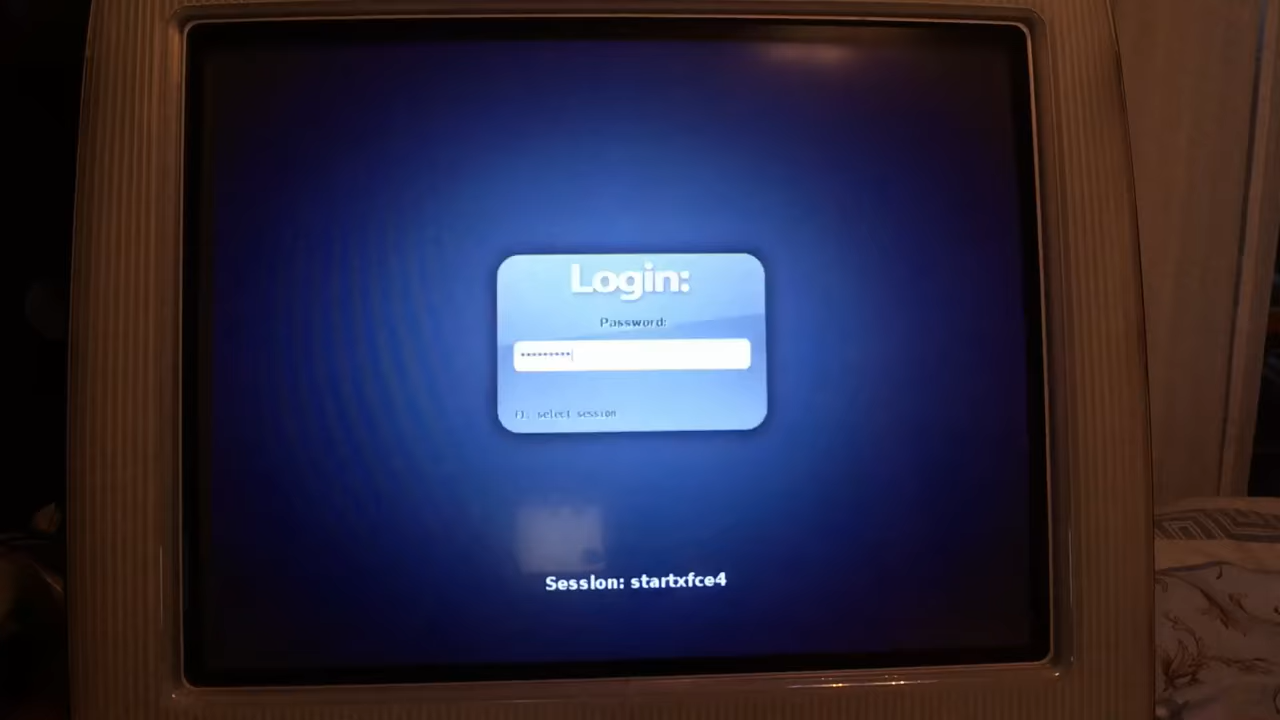 Login:
Password:
*********
F1: select session
Session: startxfce4